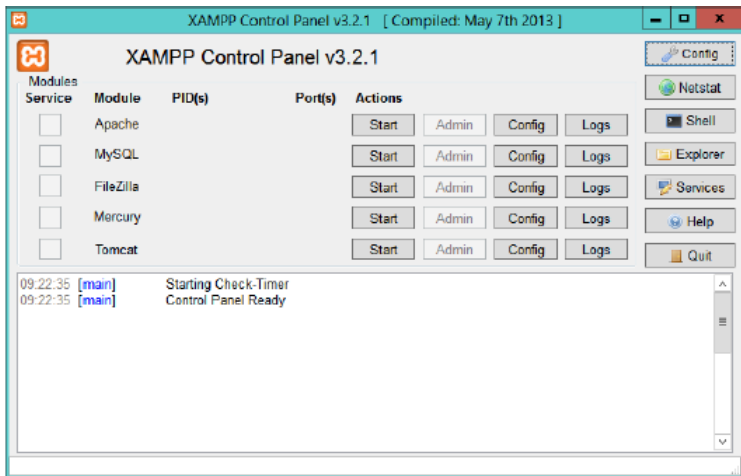 XAMPP Control Panel v3.2.1 [ Compiled: May 7th 2013 ]
XAMPP Control Panel v3.2.1
Config
Modules
Netstat
Service Module PID(s) Port(s) Actions
Apache Start Admin Config Logs
Shell
MySQL Start Admin Config Logs
Explorer
FileZilla Start Admin Config Logs
Services
Mercury Start Admin Config Logs
Help
Tomcat Start Admin Config Logs
Quit
09:22:35 [main] Starting Check-Timer
09:22:35 [main] Control Panel Ready